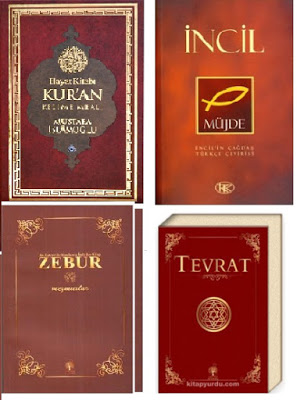 Hayat Kitabı
KUR'AN
MUSTAFA
İSLAMOĞLU
İNCİL
MÜJDE
İNCİL'İN ÇAĞDAŞ
TÜRKÇE ÇEVİRİSİ
ZEBUR
TEVRAT
kitapyurdu.com